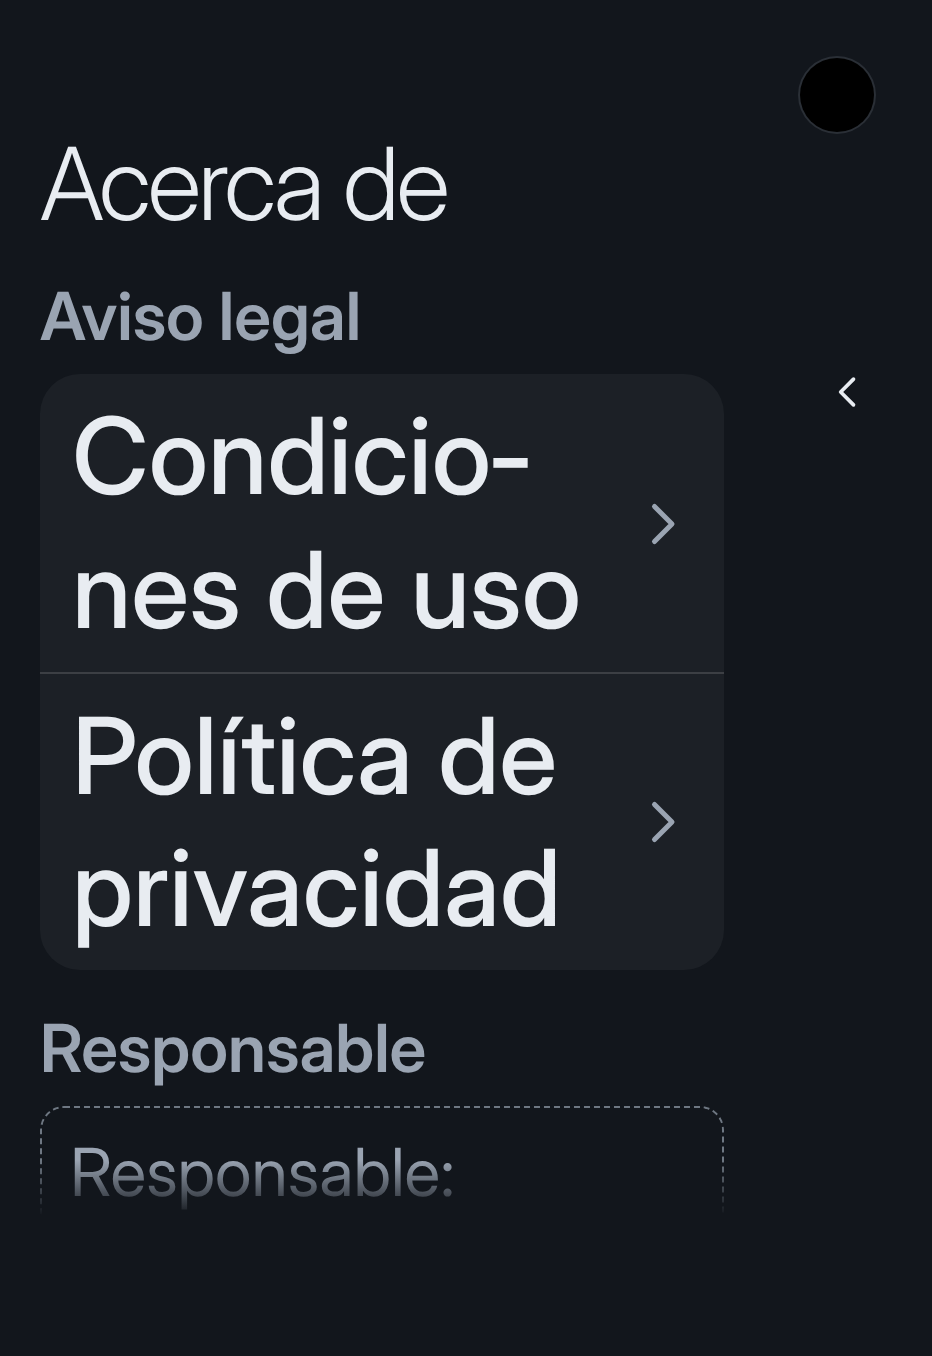 Acerca de
Aviso legal
Condicio-
nes de uso
Política de
privacidad
Responsable
Responsable: